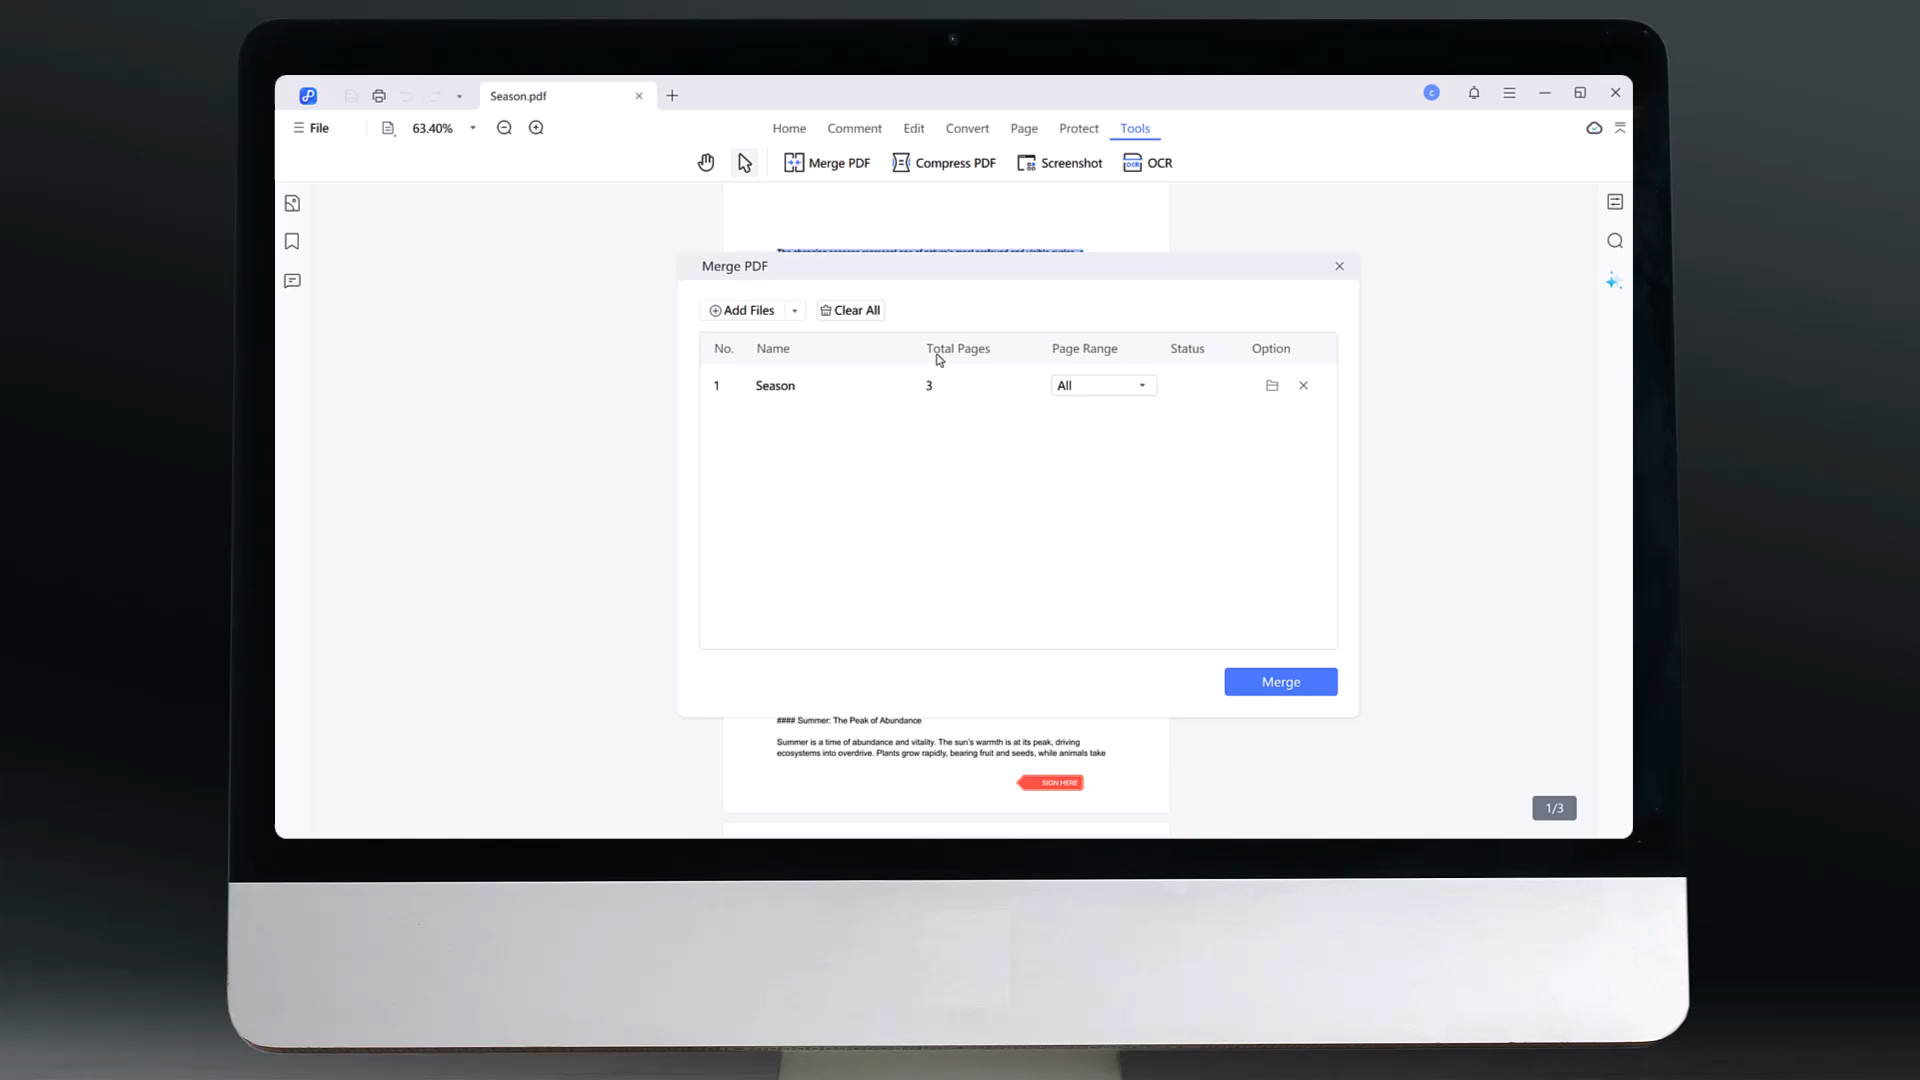 Season.pdf
File
63.40%
Home Comment Edit Convert Page Protect Tools
Merge PDF Compress PDF Screenshot OCR
Merge PDF
Add Files Clear All
No. Name Total Pages Page Range Status Option
1 Season 3 All
Merge
#### Summer: The Peak of Abundance
Summer is a time of abundance and vitality. The sun's warmth is at its peak, driving
ecosystems into overdrive. Plants grow rapidly, bearing fruit and seeds, while animals take
SIGN HERE
1/3